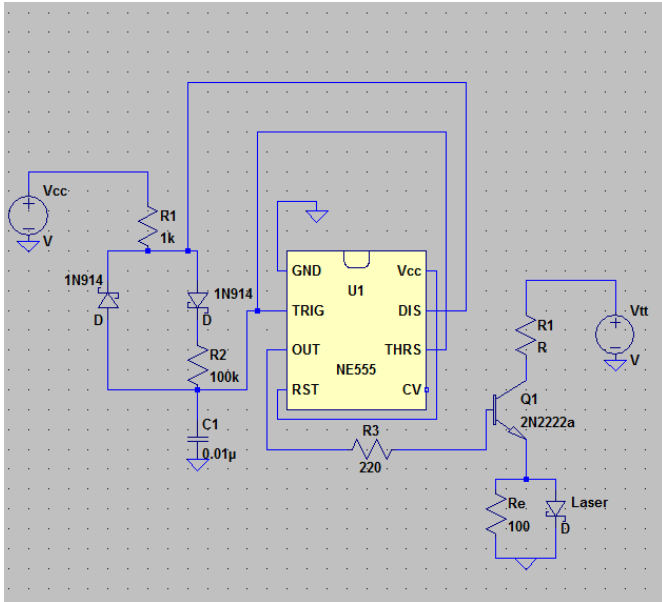 Vcc
V
R1
1k
1N914
D
1N914
D
R2
100k
C1
0.01µ
GND
Vcc
U1
TRIG
DIS
OUT
THRS
NE555
RST
CV
R3
220
Q1
2N2222a
R1
R
Vtt
V
Re
100
Laser
D